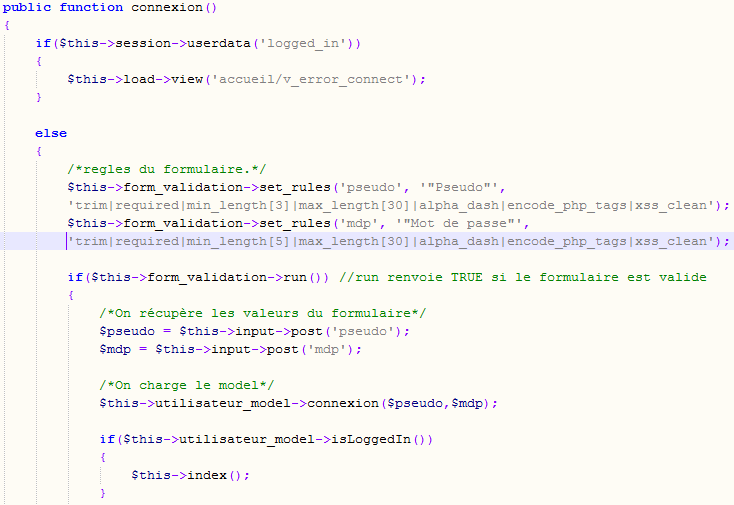 public function connexion()
{
if($this->session->userdata('logged_in'))
{
$this->load->view('accueil/v_error_connect');
}
else
{
/*regles du formulaire.*/
$this->form_validation->set_rules('pseudo', '"Pseudo"',
'trim|required|min_length[3]|max_length[30]|alpha_dash|encode_php_tags|xss_clean');
$this->form_validation->set_rules('mdp', '"Mot de passe"',
'trim|required|min_length[5]|max_length[30]|alpha_dash|encode_php_tags|xss_clean');
if($this->form_validation->run()) //run renvoie TRUE si le formulaire est valide
{
/*On récupère les valeurs du formulaire*/
$pseudo = $this->input->post('pseudo');
$mdp = $this->input->post('mdp');
/*On charge le model*/
$this->utilisateur_model->connexion($pseudo,$mdp);
if($this->utilisateur_model->isLoggedIn())
{
$this->index();
}